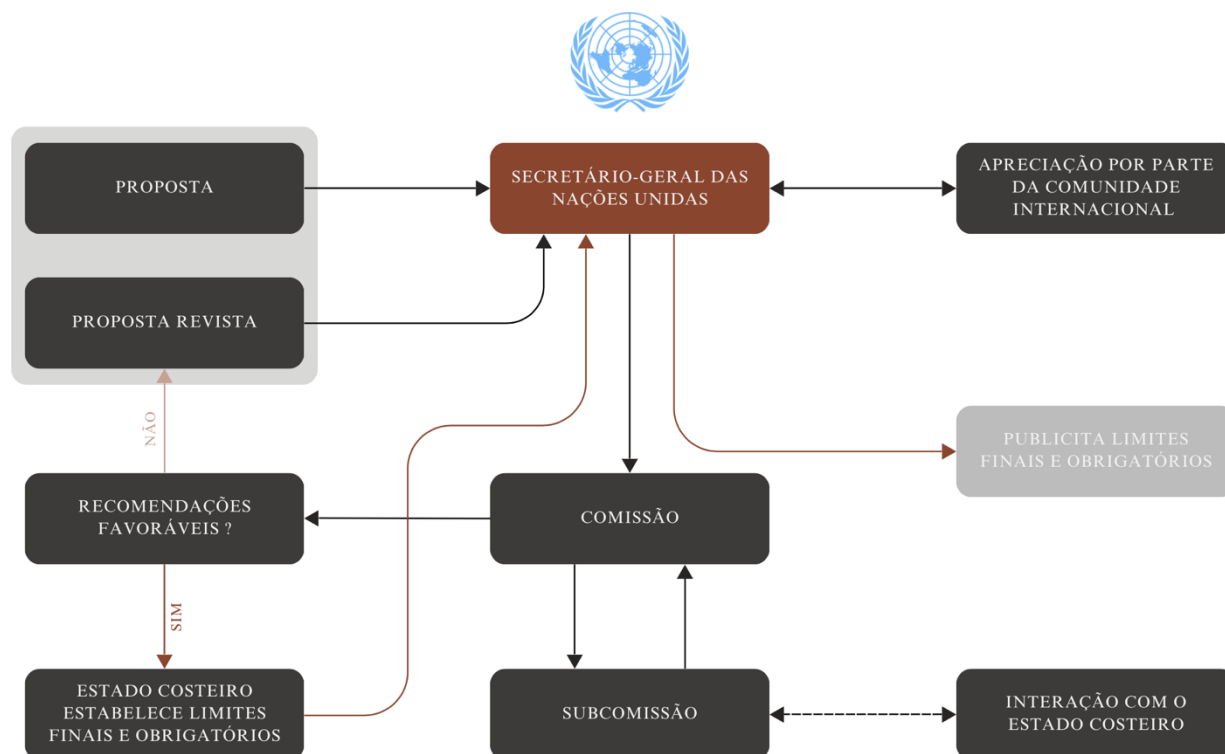 PROPOSTA
SECRETÁRIO-GERAL DAS
NAÇÕES UNIDAS
APRECIAÇÃO POR PARTE
DA COMUNIDADE
INTERNACIONAL
PROPOSTA REVISTA
NÃO
PUBLICITA LIMITES
FINAIS E OBRIGATÓRIOS
RECOMENDAÇÕES
FAVORÁVEIS ?
COMISSÃO
SIM
ESTADO COSTEIRO
ESTABELECE LIMITES
FINAIS E OBRIGATÓRIOS
SUBCOMISSÃO
INTERAÇÃO COM O
ESTADO COSTEIRO